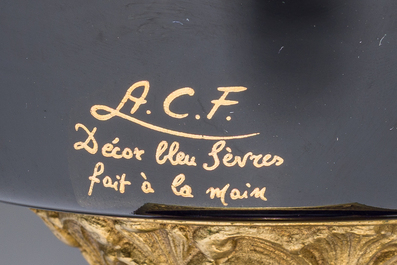 A.C.F.
Décor bleu Sèvres
fait à la main